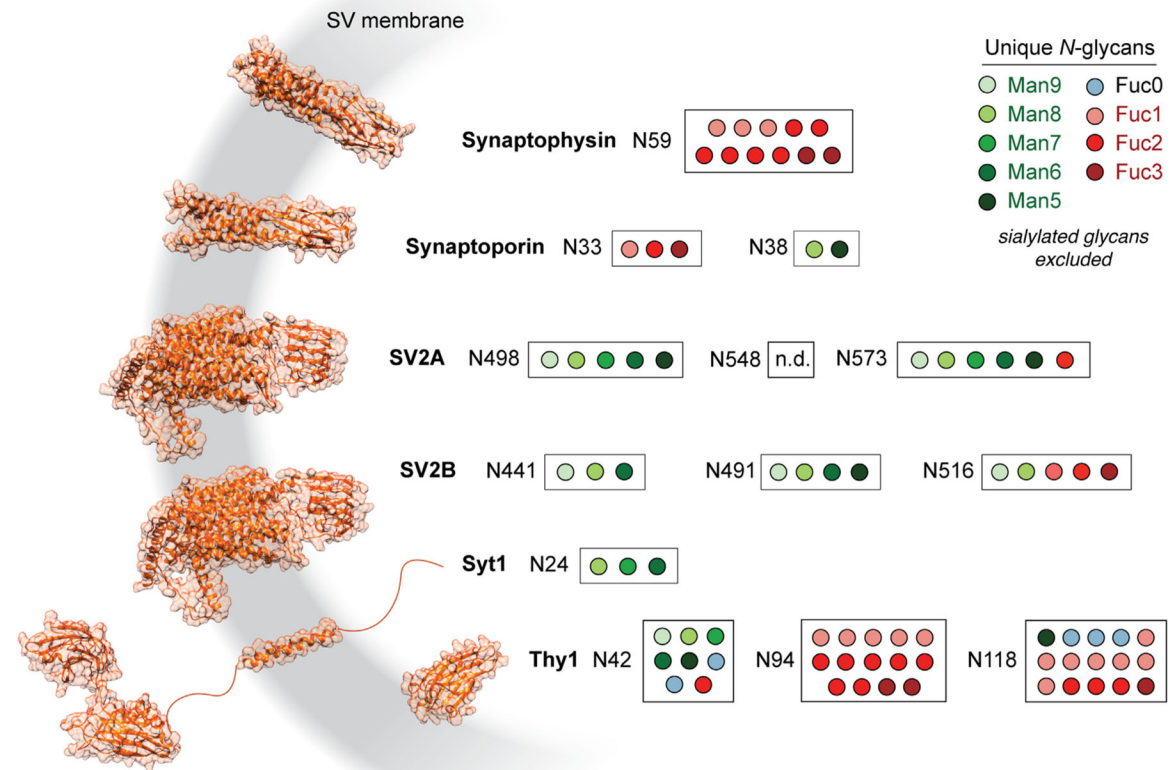 SV membrane
Unique N-glycans
Man9 Fuc0
Man8 Fuc1
Man7 Fuc2
Man6 Fuc3
Man5
sialylated glycans
excluded
Synaptophysin N59
Synaptoporin N33 N38
SV2A N498 N548 n.d. N573
SV2B N441 N491 N516
Syt1 N24
Thy1 N42 N94 N118